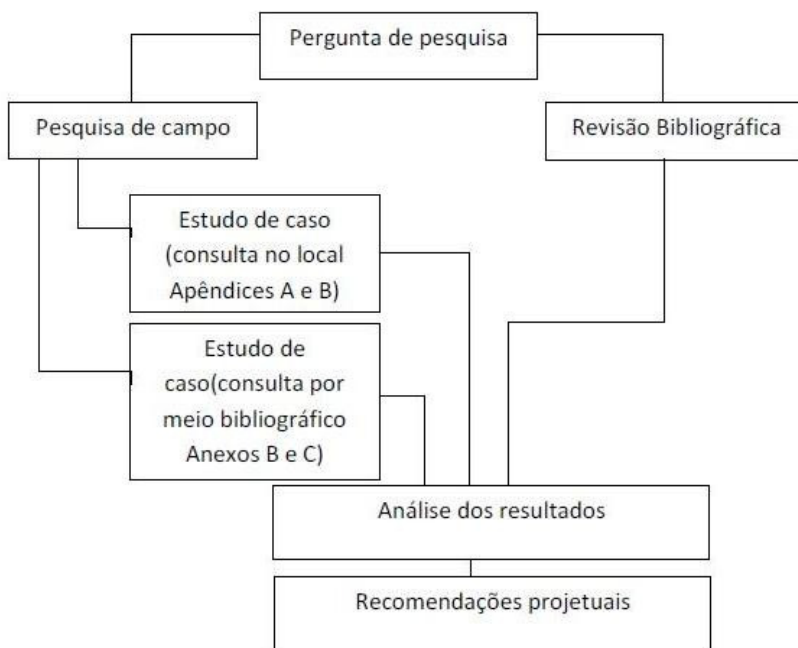 Pergunta de pesquisa
Pesquisa de campo
Revisão Bibliográfica
Estudo de caso
(consulta no local
Apêndices A e B)
Estudo de
caso(consulta por
meio bibliográfico
Anexos B e C)
Análise dos resultados
Recomendações projetuais